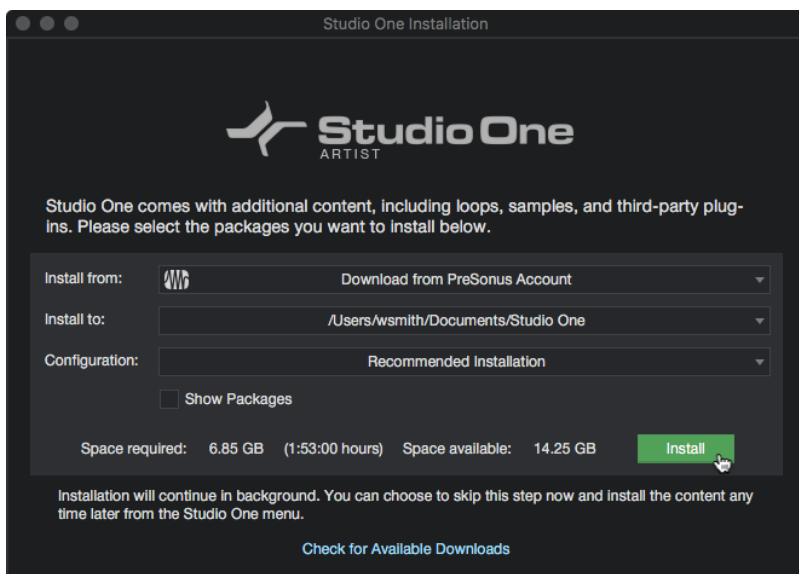 Studio One Installation
Studio One
ARTIST
Studio One comes with additional content, including loops, samples, and third-party plug-
ins. Please select the packages you want to install below.
Install from: Download from PreSonus Account
Install to: /Users/wsmith/Documents/Studio One
Configuration: Recommended Installation
Show Packages
Space required: 6.85 GB (1:53:00 hours) Space available: 14.25 GB Install
Installation will continue in background. You can choose to skip this step now and install the content any
time later from the Studio One menu.
Check for Available Downloads